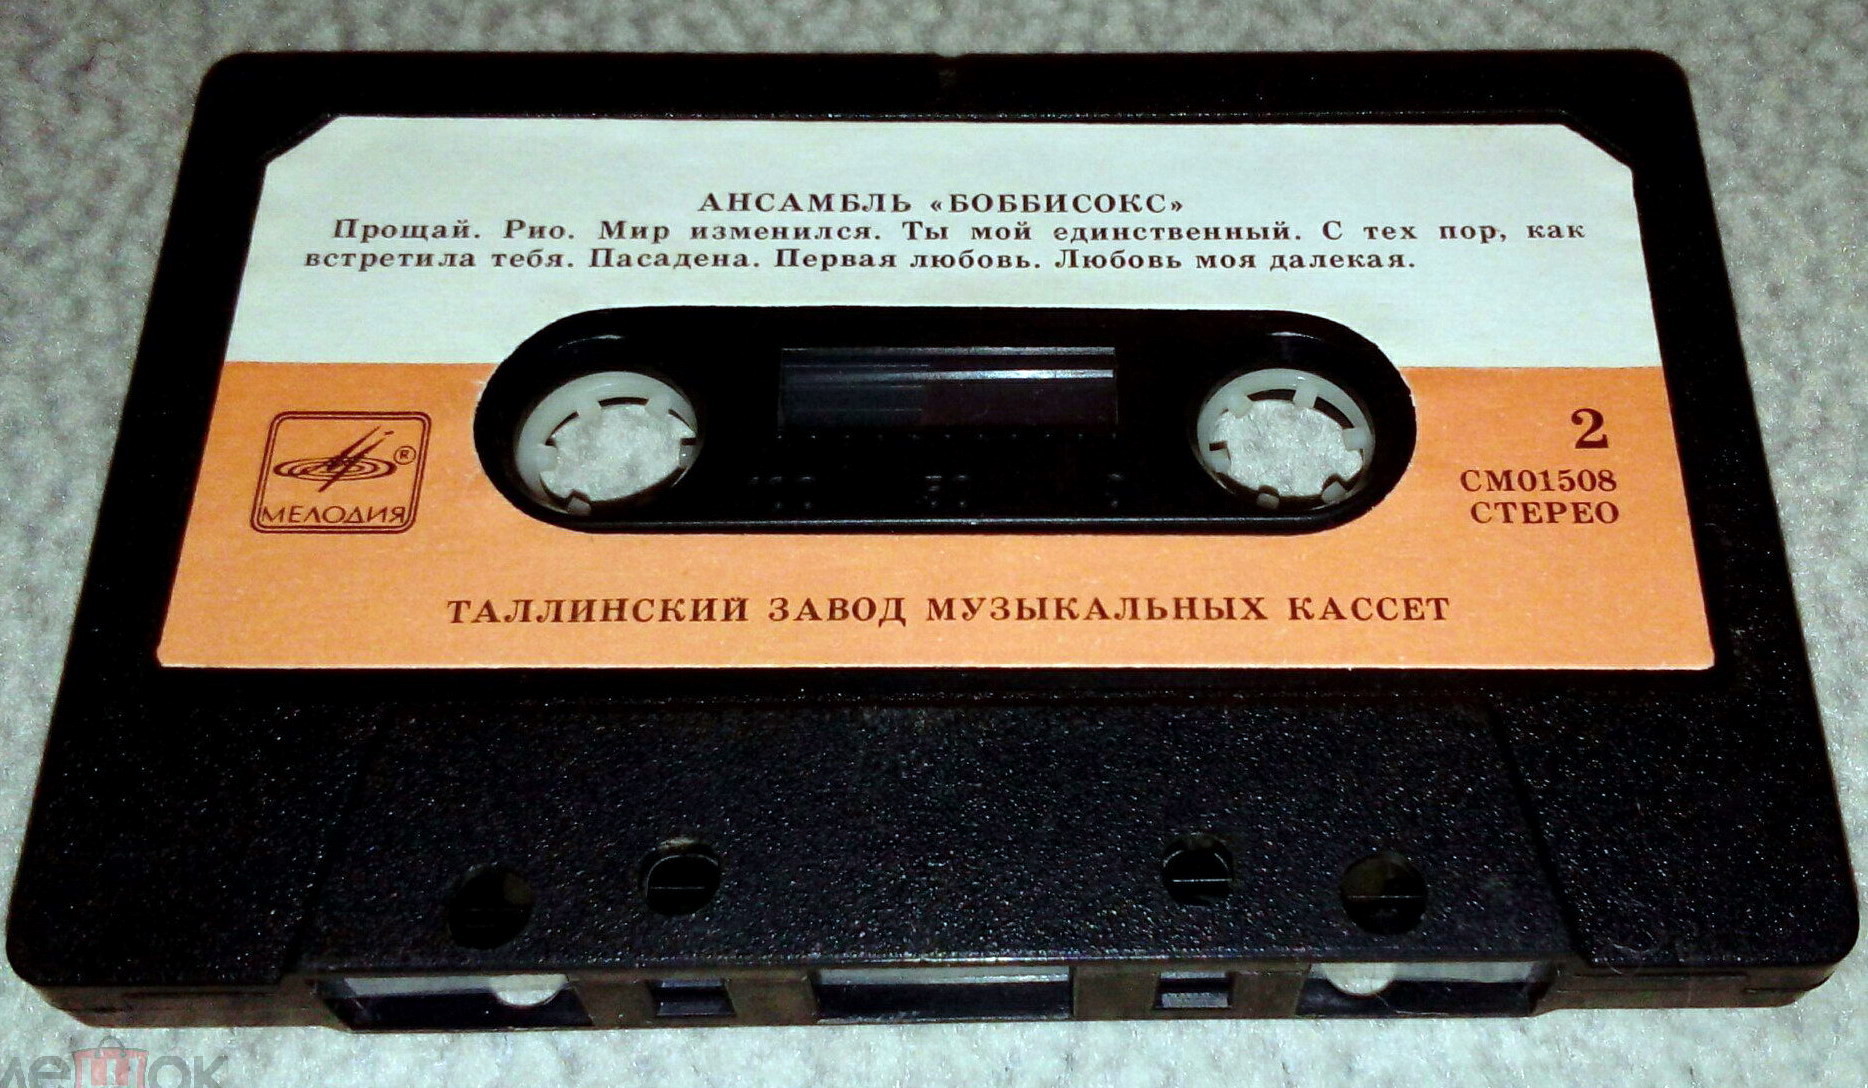 АНСАМБЛЬ «БОББИСОКС»
Прощай. Рио. Мир изменился. Ты мой единственный. С тех пор, как
встретила тебя. Пасадена. Первая любовь. Любовь моя далекая.
®
МЕЛОДИЯ
2
СМ01508
СТЕРЕО
ТАЛЛИНСКИЙ ЗАВОД МУЗЫКАЛЬНЫХ КАССЕТ
мешок